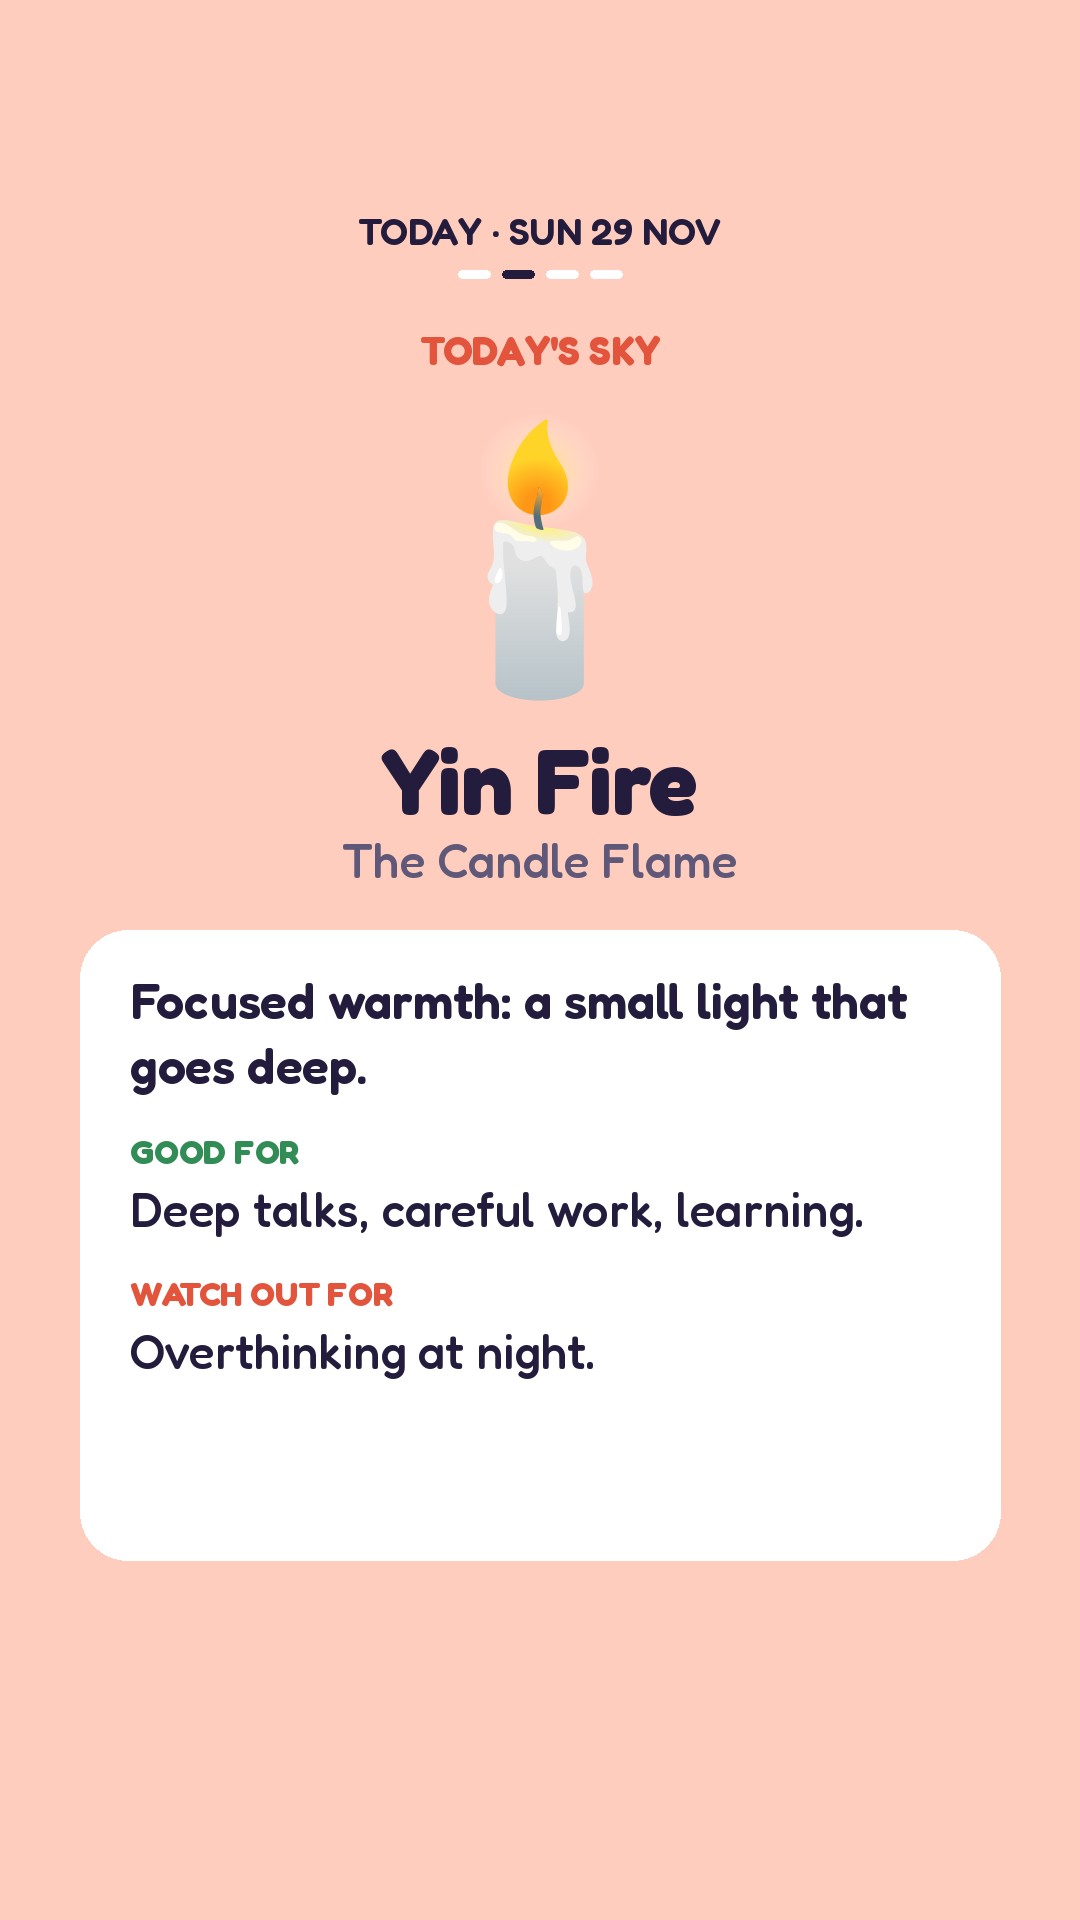 TODAY · SUN 29 NOV
TODAY'S SKY
Yin Fire
The Candle Flame
Focused warmth: a small light that
goes deep.
GOOD FOR
Deep talks, careful work, learning.
WATCH OUT FOR
Overthinking at night.